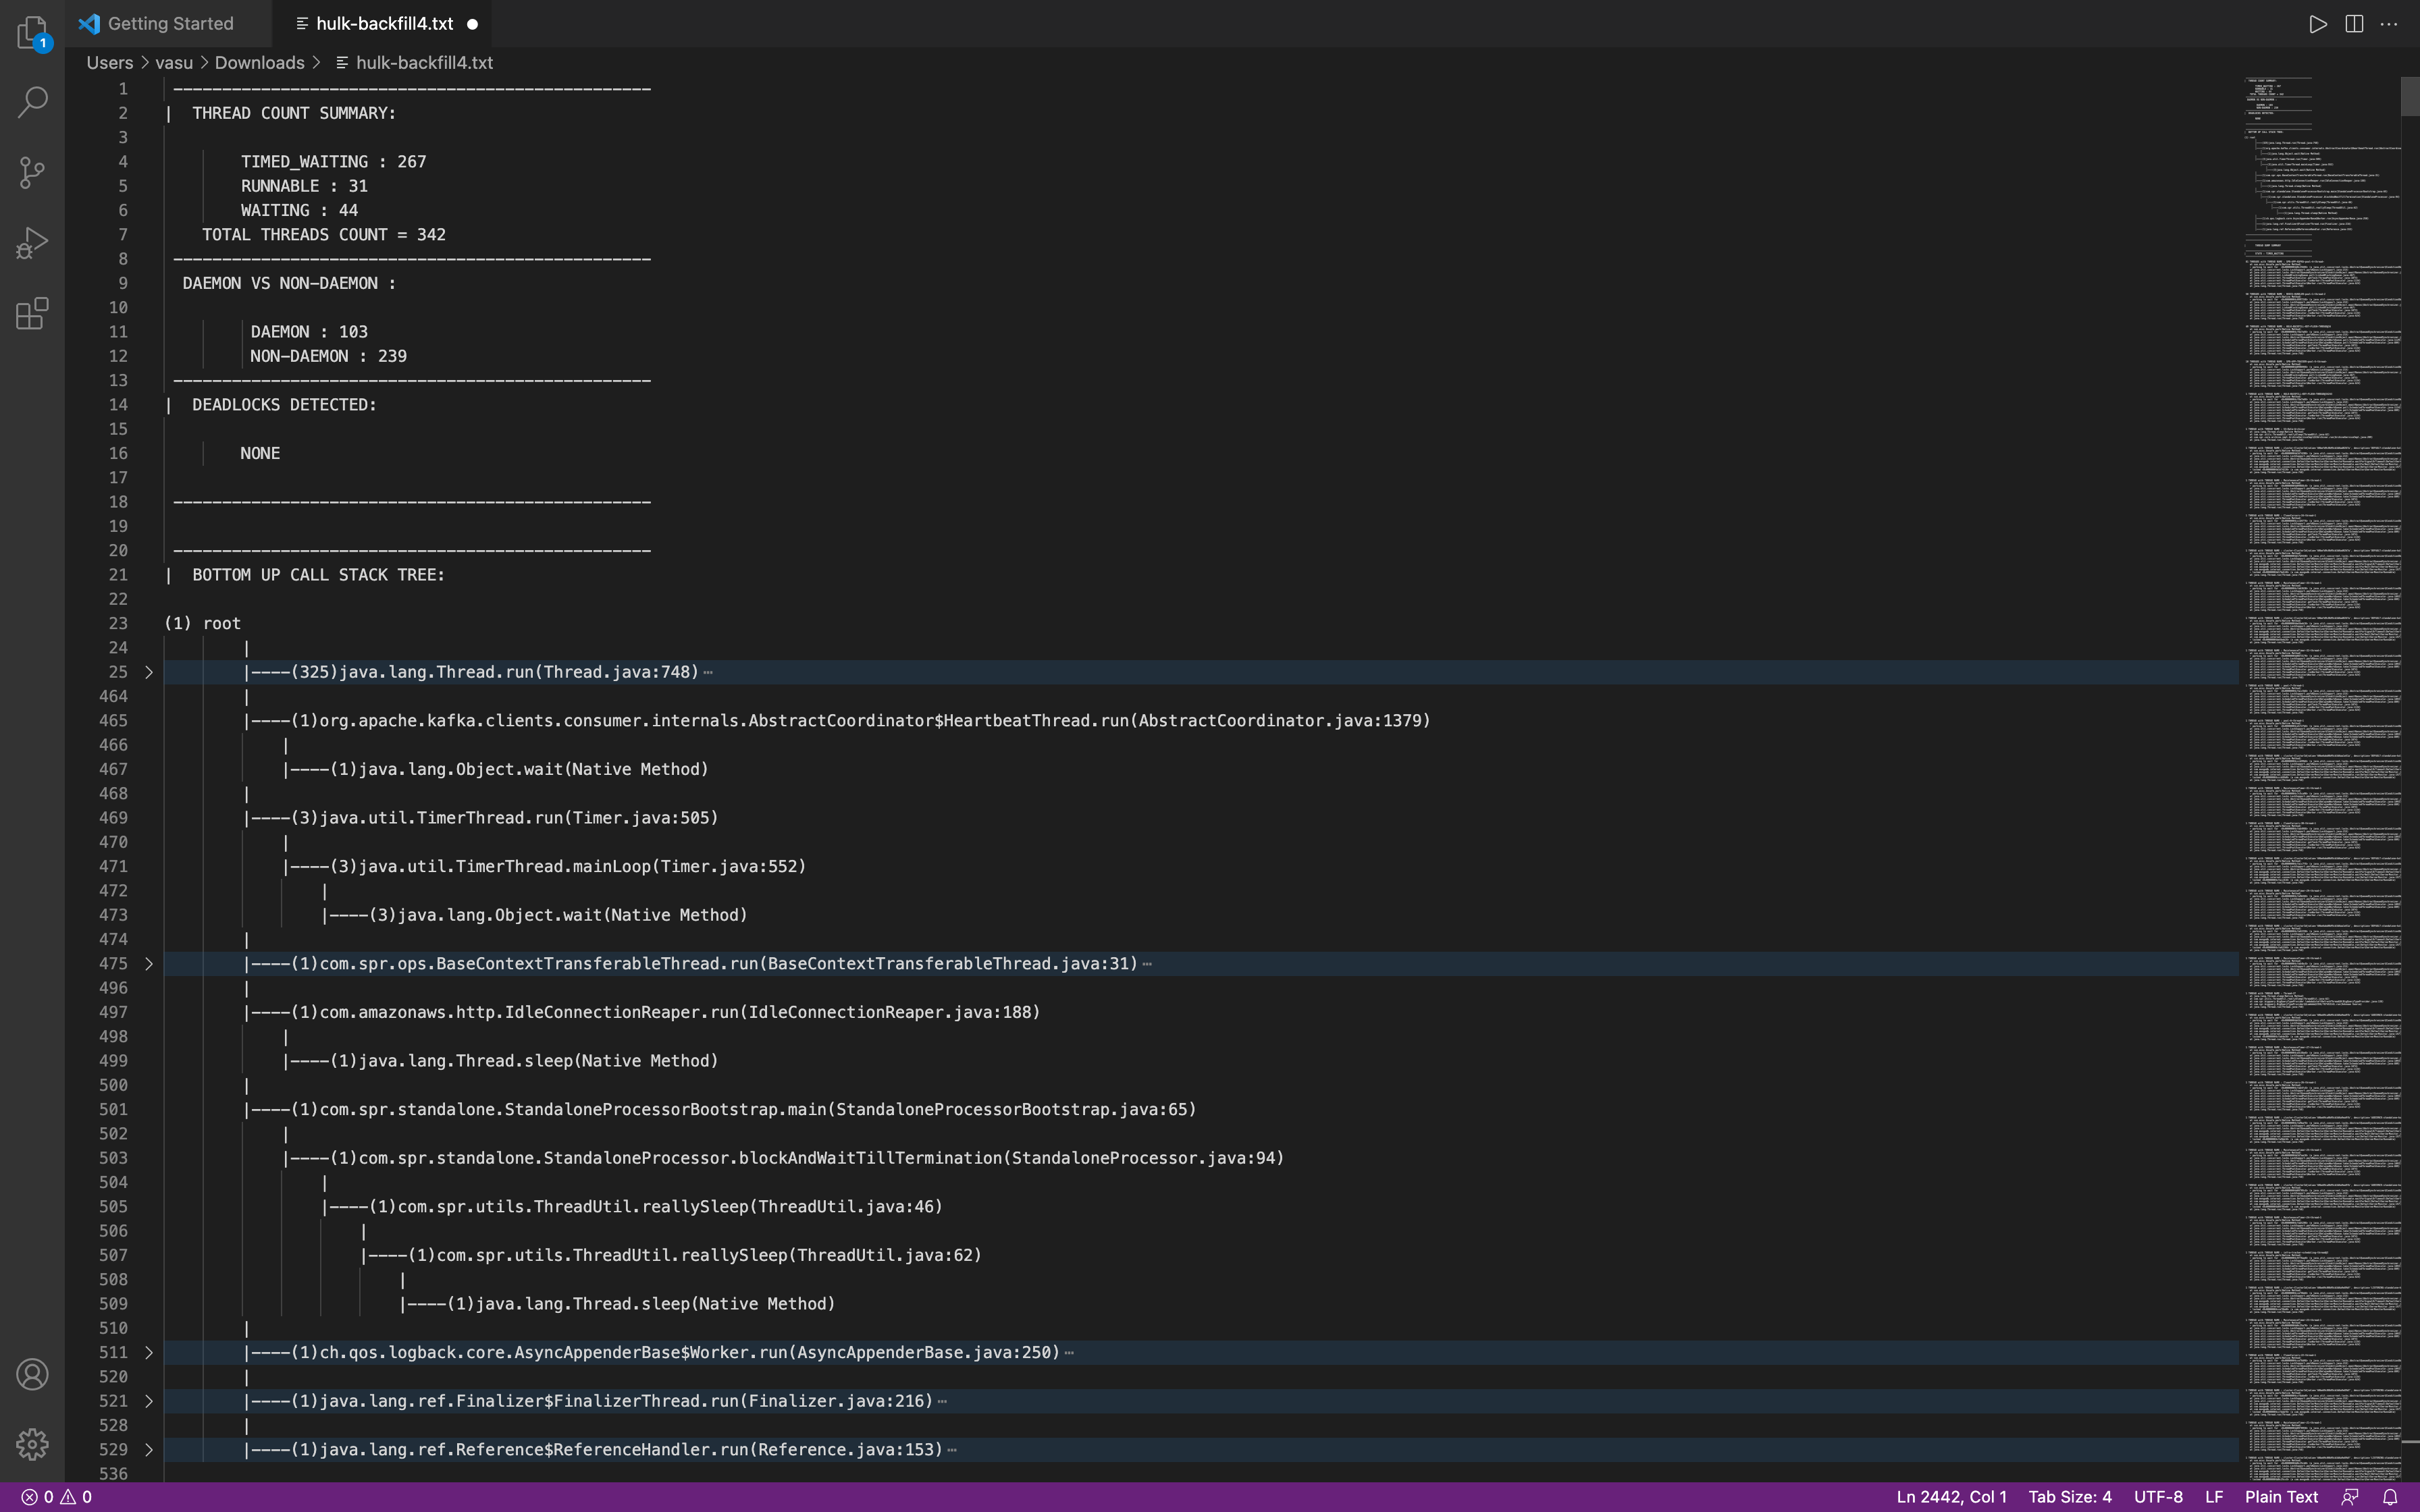 Getting Started
hulk-backfill4.txt
1
Users > vasu > Downloads > hulk-backfill4.txt
1 -------------------------------------------------
2 | THREAD COUNT SUMMARY:
3
4 TIMED_WAITING : 267
5 RUNNABLE : 31
6 WAITING : 44
7 TOTAL THREADS COUNT = 342
8 -------------------------------------------------
9 DAEMON VS NON-DAEMON :
10
11 DAEMON : 103
12 NON-DAEMON : 239
13 -------------------------------------------------
14 | DEADLOCKS DETECTED:
15
16 NONE
17
18 -------------------------------------------------
19
20 -------------------------------------------------
21 | BOTTOM UP CALL STACK TREE:
22
23 (1) root
24 |
25 > |----(325)java.lang.Thread.run(Thread.java:748) ⋯
464 |
465 |----(1)org.apache.kafka.clients.consumer.internals.AbstractCoordinator$HeartbeatThread.run(AbstractCoordinator.java:1379)
466 |
467 |----(1)java.lang.Object.wait(Native Method)
468 |
469 |----(3)java.util.TimerThread.run(Timer.java:505)
470 |
471 |----(3)java.util.TimerThread.mainLoop(Timer.java:552)
472 |
473 |----(3)java.lang.Object.wait(Native Method)
474 |
475 > |----(1)com.spr.ops.BaseContextTransferableThread.run(BaseContextTransferableThread.java:31) ⋯
496 |
497 |----(1)com.amazonaws.http.IdleConnectionReaper.run(IdleConnectionReaper.java:188)
498 |
499 |----(1)java.lang.Thread.sleep(Native Method)
500 |
501 |----(1)com.spr.standalone.StandaloneProcessorBootstrap.main(StandaloneProcessorBootstrap.java:65)
502 |
503 |----(1)com.spr.standalone.StandaloneProcessor.blockAndWaitTillTermination(StandaloneProcessor.java:94)
504 |
505 |----(1)com.spr.utils.ThreadUtil.reallySleep(ThreadUtil.java:46)
506 |
507 |----(1)com.spr.utils.ThreadUtil.reallySleep(ThreadUtil.java:62)
508 |
509 |----(1)java.lang.Thread.sleep(Native Method)
510 |
511 > |----(1)ch.qos.logback.core.AsyncAppenderBase$Worker.run(AsyncAppenderBase.java:250) ⋯
520 |
521 > |----(1)java.lang.ref.Finalizer$FinalizerThread.run(Finalizer.java:216) ⋯
528 |
529 > |----(1)java.lang.ref.Reference$ReferenceHandler.run(Reference.java:153) ⋯
536
0 0 Ln 2442, Col 1 Tab Size: 4 UTF-8 LF Plain Text